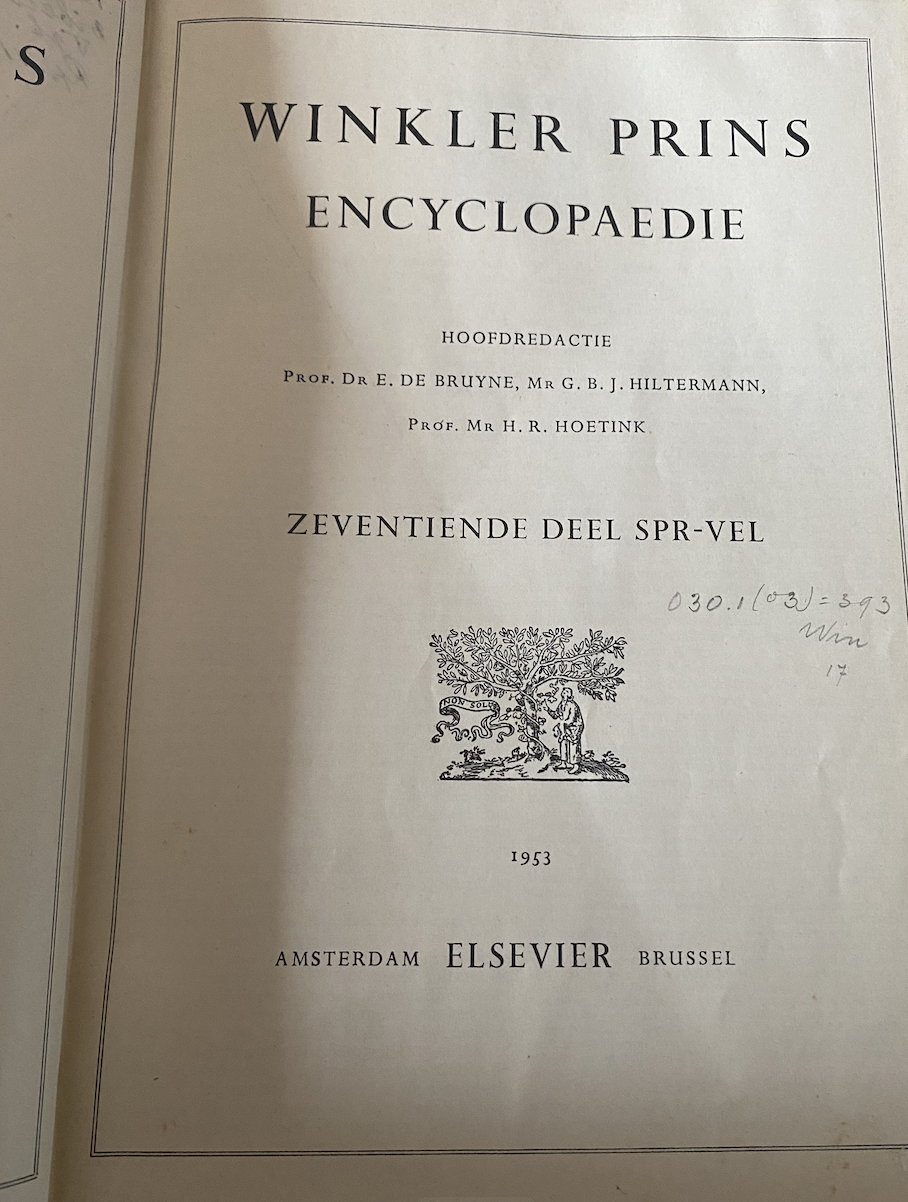 S
WINKLER PRINS
ENCYCLOPAEDIE
HOOFDREDACTIE
Prof. Dr E. DE BRUYNE, Mr G. B. J. HILTERMANN,
Prof. Mr H. R. HOETINK
ZEVENTIENDE DEEL SPR-VEL
030.1(03)=393
Win
17
NON SOLUS
1953
AMSTERDAM ELSEVIER BRUSSEL